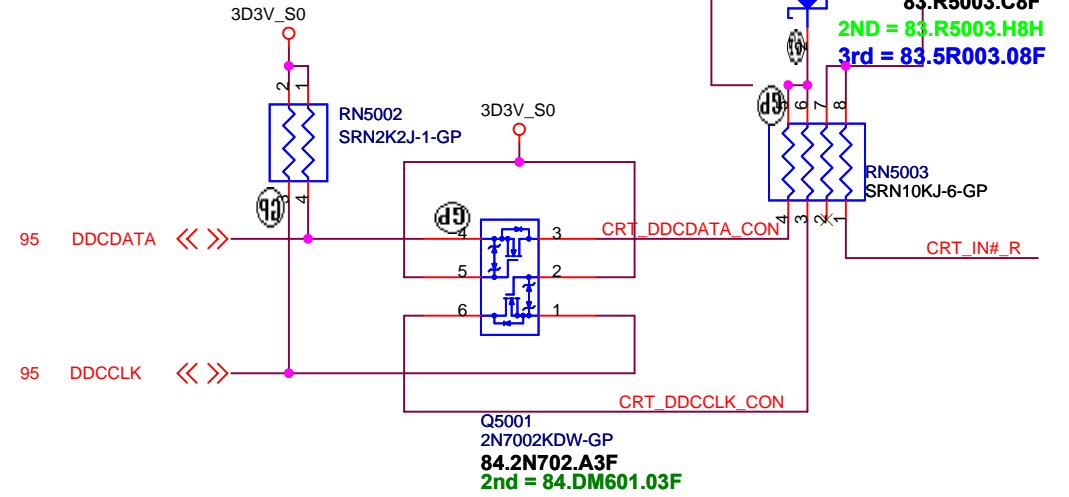 83.R5003.C8F
2ND = 83.R5003.H8H
3rd = 83.5R003.08F
3D3V_S0
2 1
RN5002
SRN2K2J-1-GP
GP
3 4
3D3V_S0
GP
5 6 7 8
RN5003
SRN10KJ-6-GP
4 3 2 1
GP
95 DDCDATA
4 3
CRT_DDCDATA_CON
CRT_IN#_R
5 2
6 1
95 DDCCLK
CRT_DDCCLK_CON
Q5001
2N7002KDW-GP
84.2N702.A3F
2nd = 84.DM601.03F